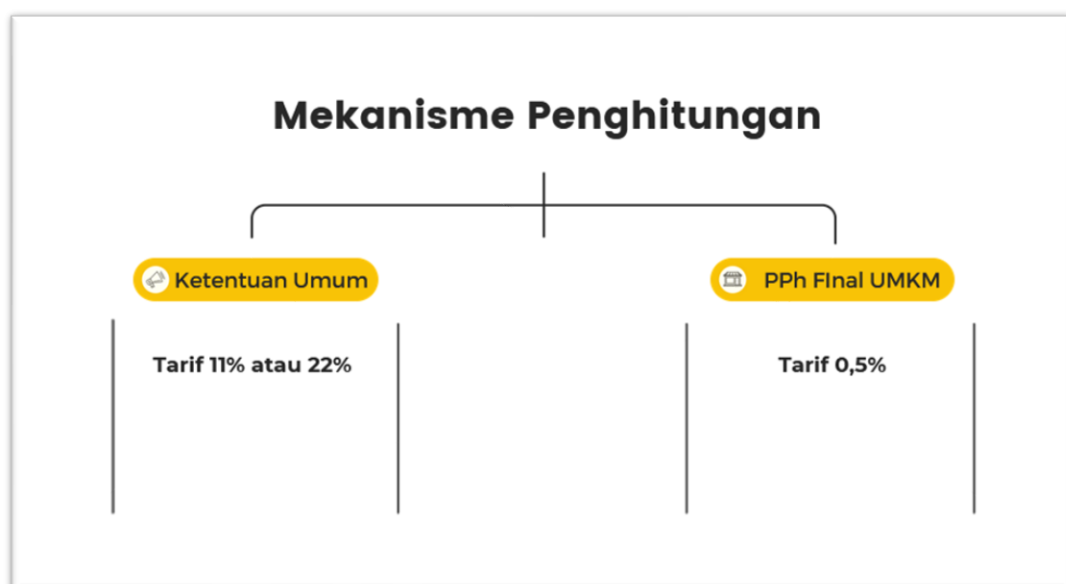 Mekanisme Penghitungan
Ketentuan Umum
PPh FInal UMKM
Tarif 11% atau 22%
Tarif 0,5%